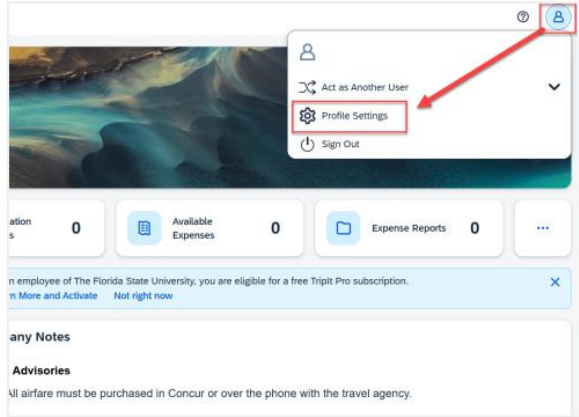 Act as Another User
Profile Settings
Sign Out
0
Available
Expenses
0
Expense Reports
0
employee of The Florida State University, you are eligible for a free TripIt Pro subscription.
More and Activate Not right now
Notes
Advisories
All airfare must be purchased in Concur or over the phone with the travel agency.